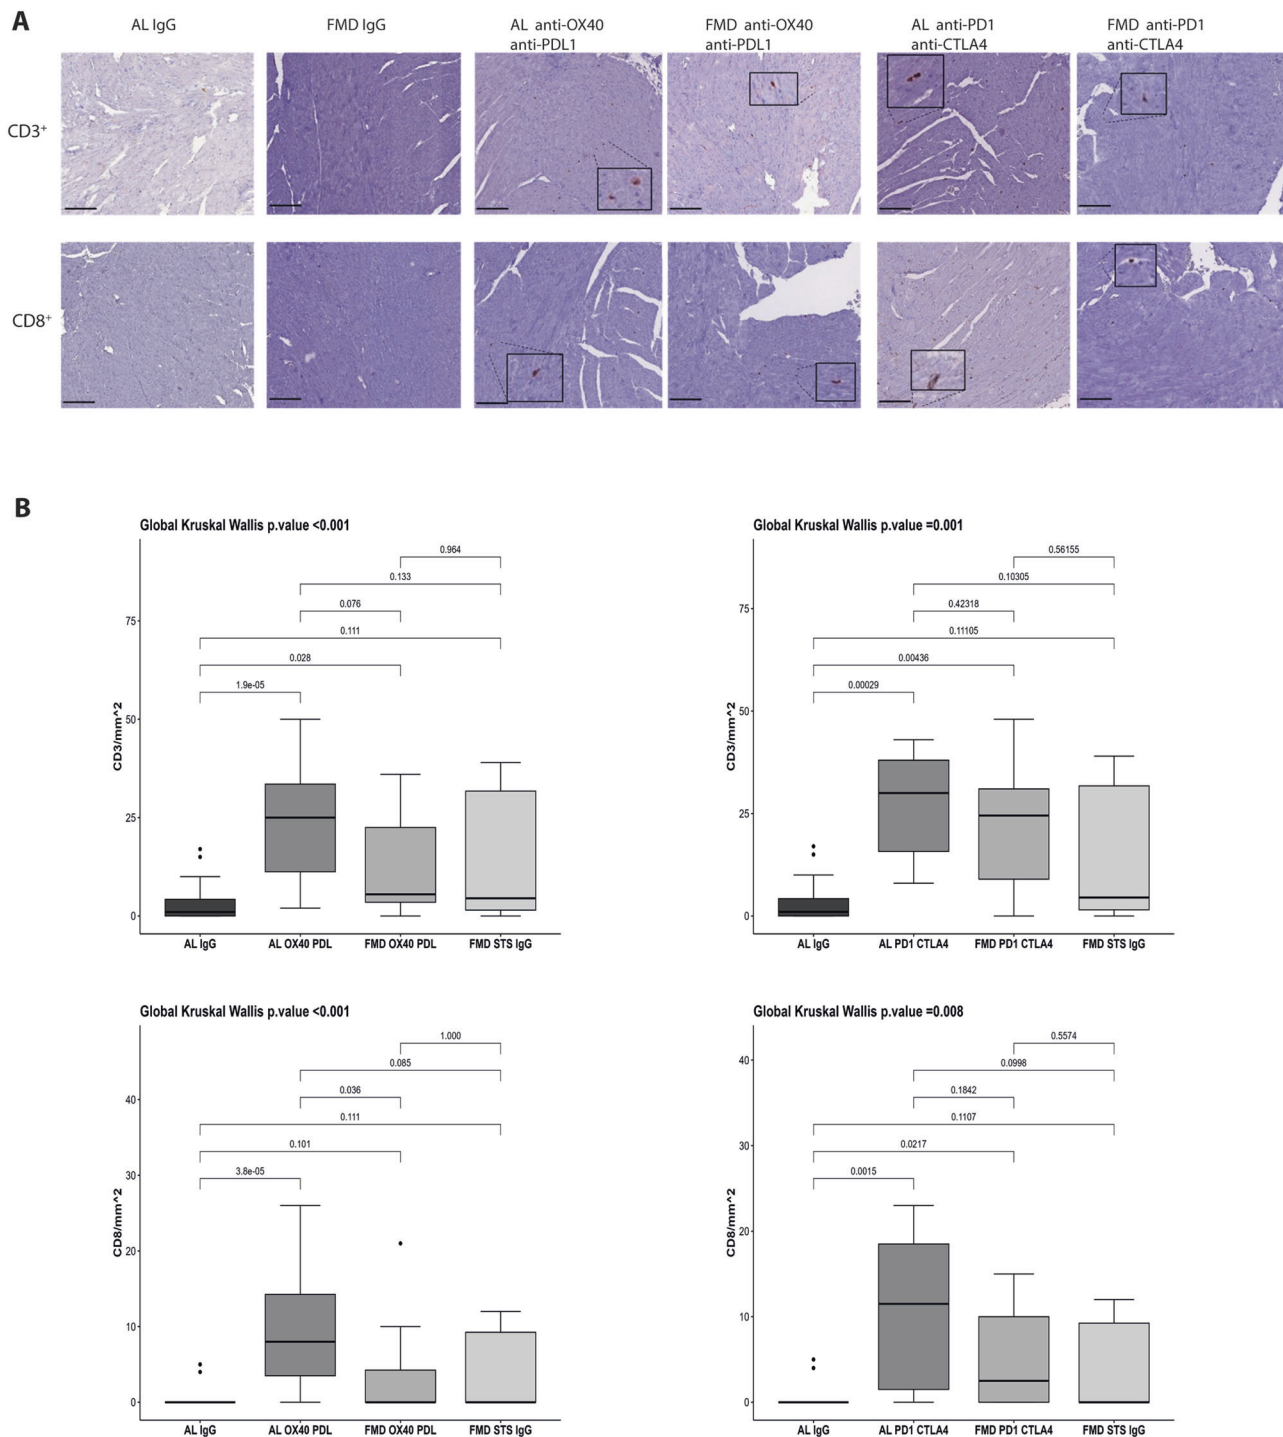 A
AL IgG
FMD IgG
AL anti-OX40
anti-PDL1
FMD anti-OX40
anti-PDL1
AL anti-PD1
anti-CTLA4
FMD anti-PD1
anti-CTLA4
CD3+
CD8+
B
Global Kruskal Wallis p.value <0.001
0.964
0.133
0.076
0.111
0.028
1.9e-05
75
50
25
0
CD3/mm^2
AL IgG
AL OX40 PDL
FMD OX40 PDL
FMD STS IgG
Global Kruskal Wallis p.value =0.001
0.56155
0.10305
0.42318
0.11105
0.00436
0.00029
75
50
25
0
CD3/mm^2
AL IgG
AL PD1 CTLA4
FMD PD1 CTLA4
FMD STS IgG
Global Kruskal Wallis p.value <0.001
1.000
0.085
0.036
0.111
0.101
3.8e-05
40
30
20
10
0
CD8/mm^2
AL IgG
AL OX40 PDL
FMD OX40 PDL
FMD STS IgG
Global Kruskal Wallis p.value =0.008
0.5574
0.0998
0.1842
0.1107
0.0217
0.0015
40
30
20
10
0
CD8/mm^2
AL IgG
AL PD1 CTLA4
FMD PD1 CTLA4
FMD STS IgG